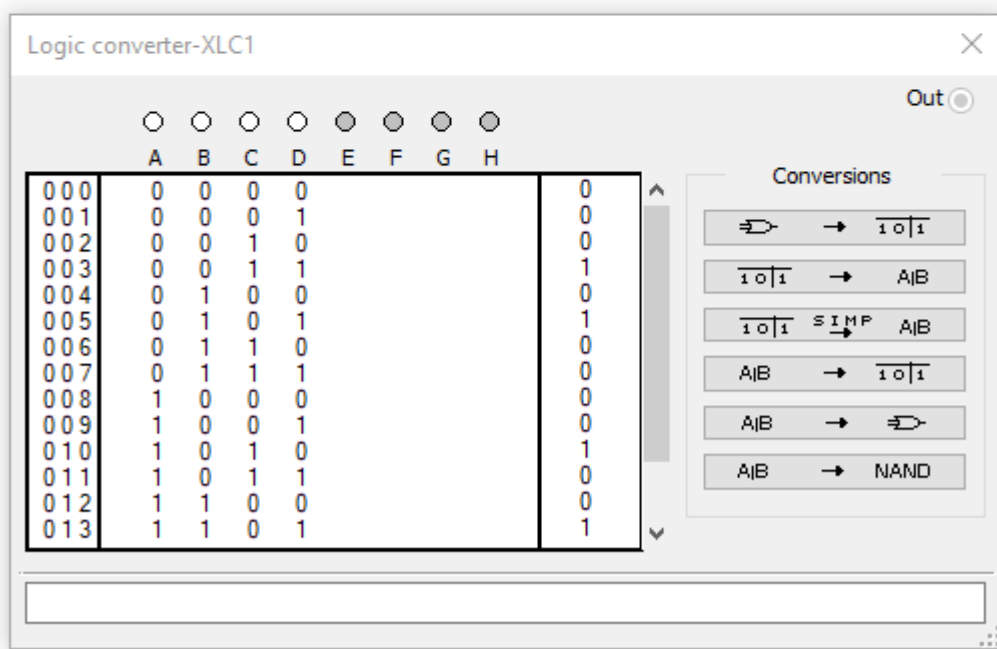 Logic converter-XLC1
Out
A B C D E F G H
000 0 0 0 0 0
001 0 0 0 1 0
002 0 0 1 0 0
003 0 0 1 1 1
004 0 1 0 0 0
005 0 1 0 1 1
006 0 1 1 0 0
007 0 1 1 1 0
008 1 0 0 0 0
009 1 0 0 1 0
010 1 0 1 0 1
011 1 0 1 1 0
012 1 1 0 0 0
013 1 1 0 1 1
Conversions
→ 1 0|1
1 0|1 → A|B
1 0|1 SIMP → A|B
A|B → 1 0|1
A|B →
A|B → NAND